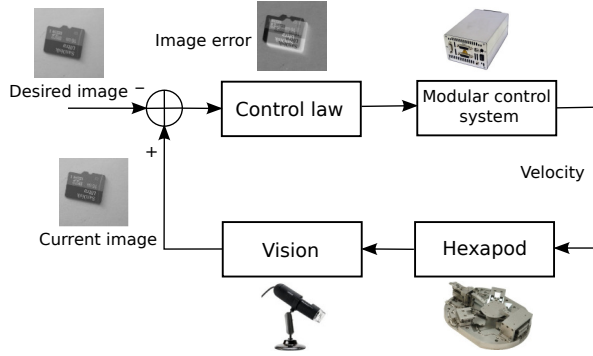 Image error
Desired image −
Control law
Modular control
system
+
Velocity
Current image
Vision
Hexapod